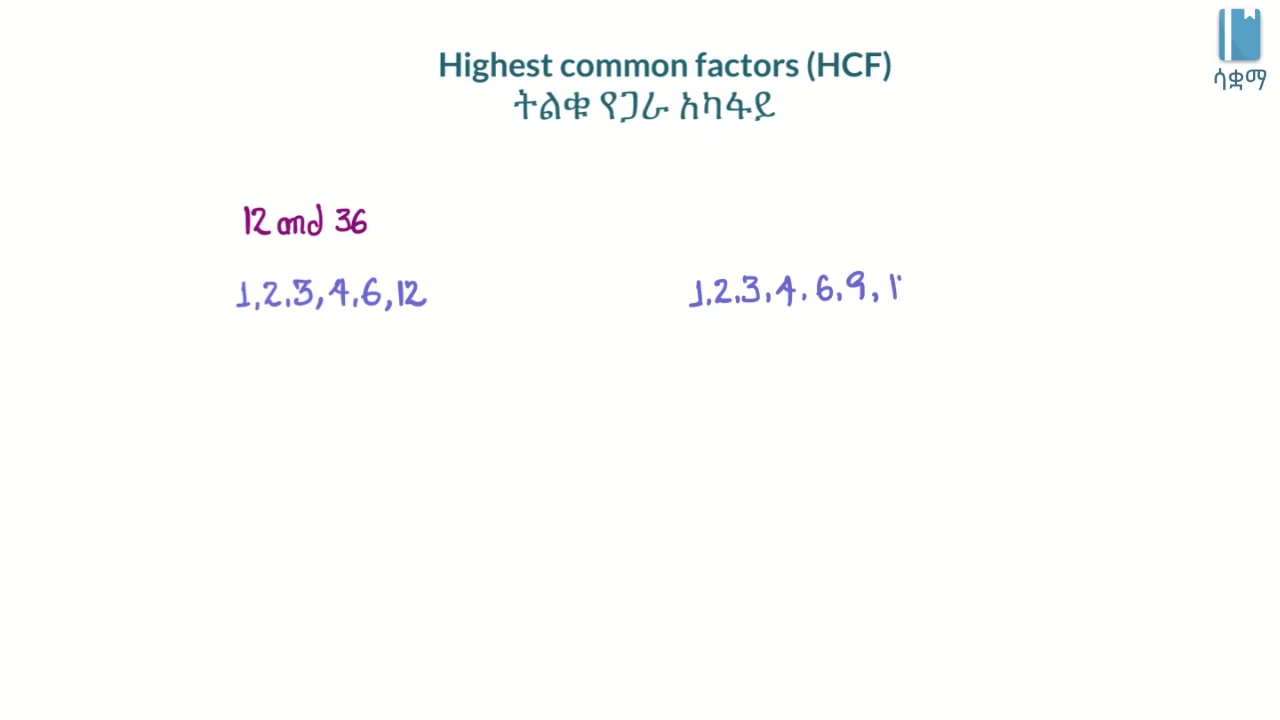 Highest common factors (HCF)
ትልቁ የጋራ አካፋይ
ሳቋማ
12 and 36
1, 2, 3, 4, 6, 12
1, 2, 3, 4, 6, 9, 1